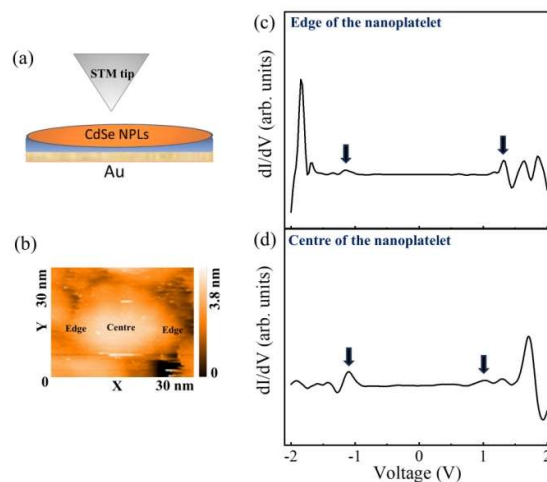 (a)
STM tip
CdSe NPLs
Au
(b)
30 nm
Y
0
Edge
Centre
Edge
X
30 nm
3.8 nm
0
(c)
Edge of the nanoplatelet
dI/dV (arb. units)
(d)
Centre of the nanoplatelet
dI/dV (arb. units)
-2 -1 0 1 2
Voltage (V)